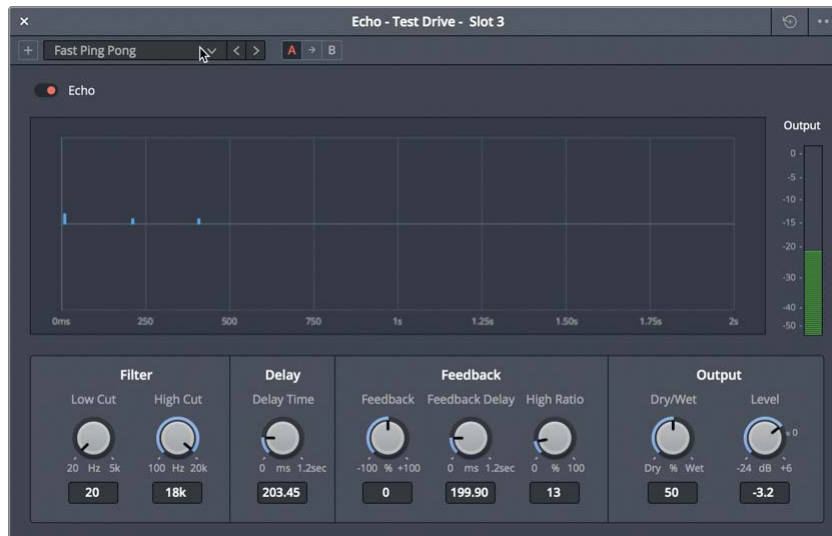 Echo - Test Drive - Slot 3
Fast Ping Pong
A
B
Echo
Output
0
-5
-10
-15
-20
-30
-40
-50
0ms 250 500 750 1s 1.25s 1.50s 1.75s 2s
Filter Delay Feedback Output
Low Cut High Cut Delay Time Feedback Feedback Delay High Ratio Dry/Wet Level
0
20 Hz 5k 100 Hz 20k 0 ms 1.2sec -100 % +100 0 ms 1.2sec 0 % 100 Dry % Wet -24 dB +6
20 18k 203.45 0 199.90 13 50 -3.2